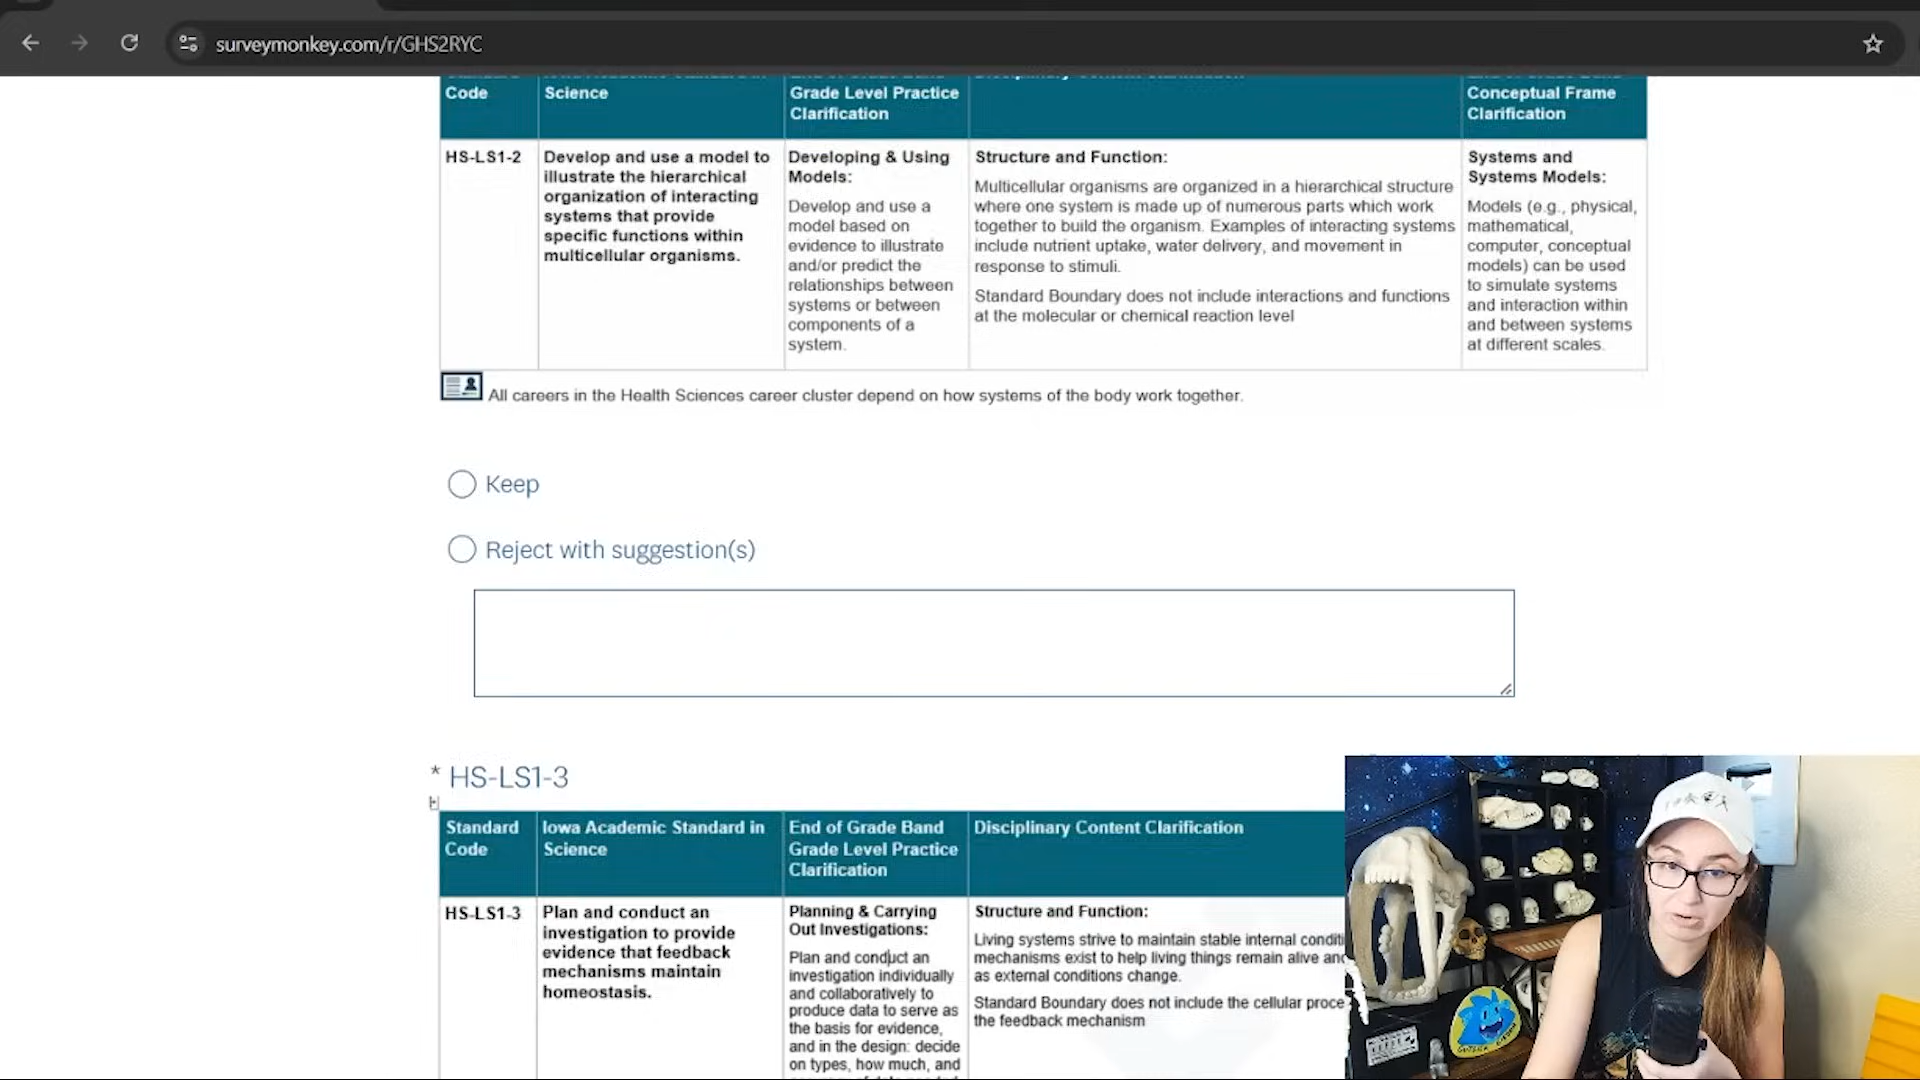 surveymonkey.com/r/GHS2RYC
Code
Science
Grade Level Practice
Clarification
Conceptual Frame
Clarification
HS-LS1-2
Develop and use a model to
illustrate the hierarchical
organization of interacting
systems that provide
specific functions within
multicellular organisms.
Developing & Using
Models:
Develop and use a
model based on
evidence to illustrate
and/or predict the
relationships between
systems or between
components of a
system.
Structure and Function:
Multicellular organisms are organized in a hierarchical structure
where one system is made up of numerous parts which work
together to build the organism. Examples of interacting systems
include nutrient uptake, water delivery, and movement in
response to stimuli.
Standard Boundary does not include interactions and functions
at the molecular or chemical reaction level
Systems and
Systems Models:
Models (e.g., physical,
mathematical,
computer, conceptual
models) can be used
to simulate systems
and interaction within
and between systems
at different scales.
All careers in the Health Sciences career cluster depend on how systems of the body work together.
Keep
Reject with suggestion(s)
* HS-LS1-3
Standard
Code
Iowa Academic Standard in
Science
End of Grade Band
Grade Level Practice
Clarification
Disciplinary Content Clarification
HS-LS1-3
Plan and conduct an
investigation to provide
evidence that feedback
mechanisms maintain
homeostasis.
Planning & Carrying
Out Investigations:
Plan and conduct an
investigation individually
and collaboratively to
produce data to serve as
the basis for evidence,
and in the design: decide
on types, how much, and
Structure and Function:
Living systems strive to maintain stable internal conditi
mechanisms exist to help living things remain alive and
as external conditions change.
Standard Boundary does not include the cellular proce
the feedback mechanism